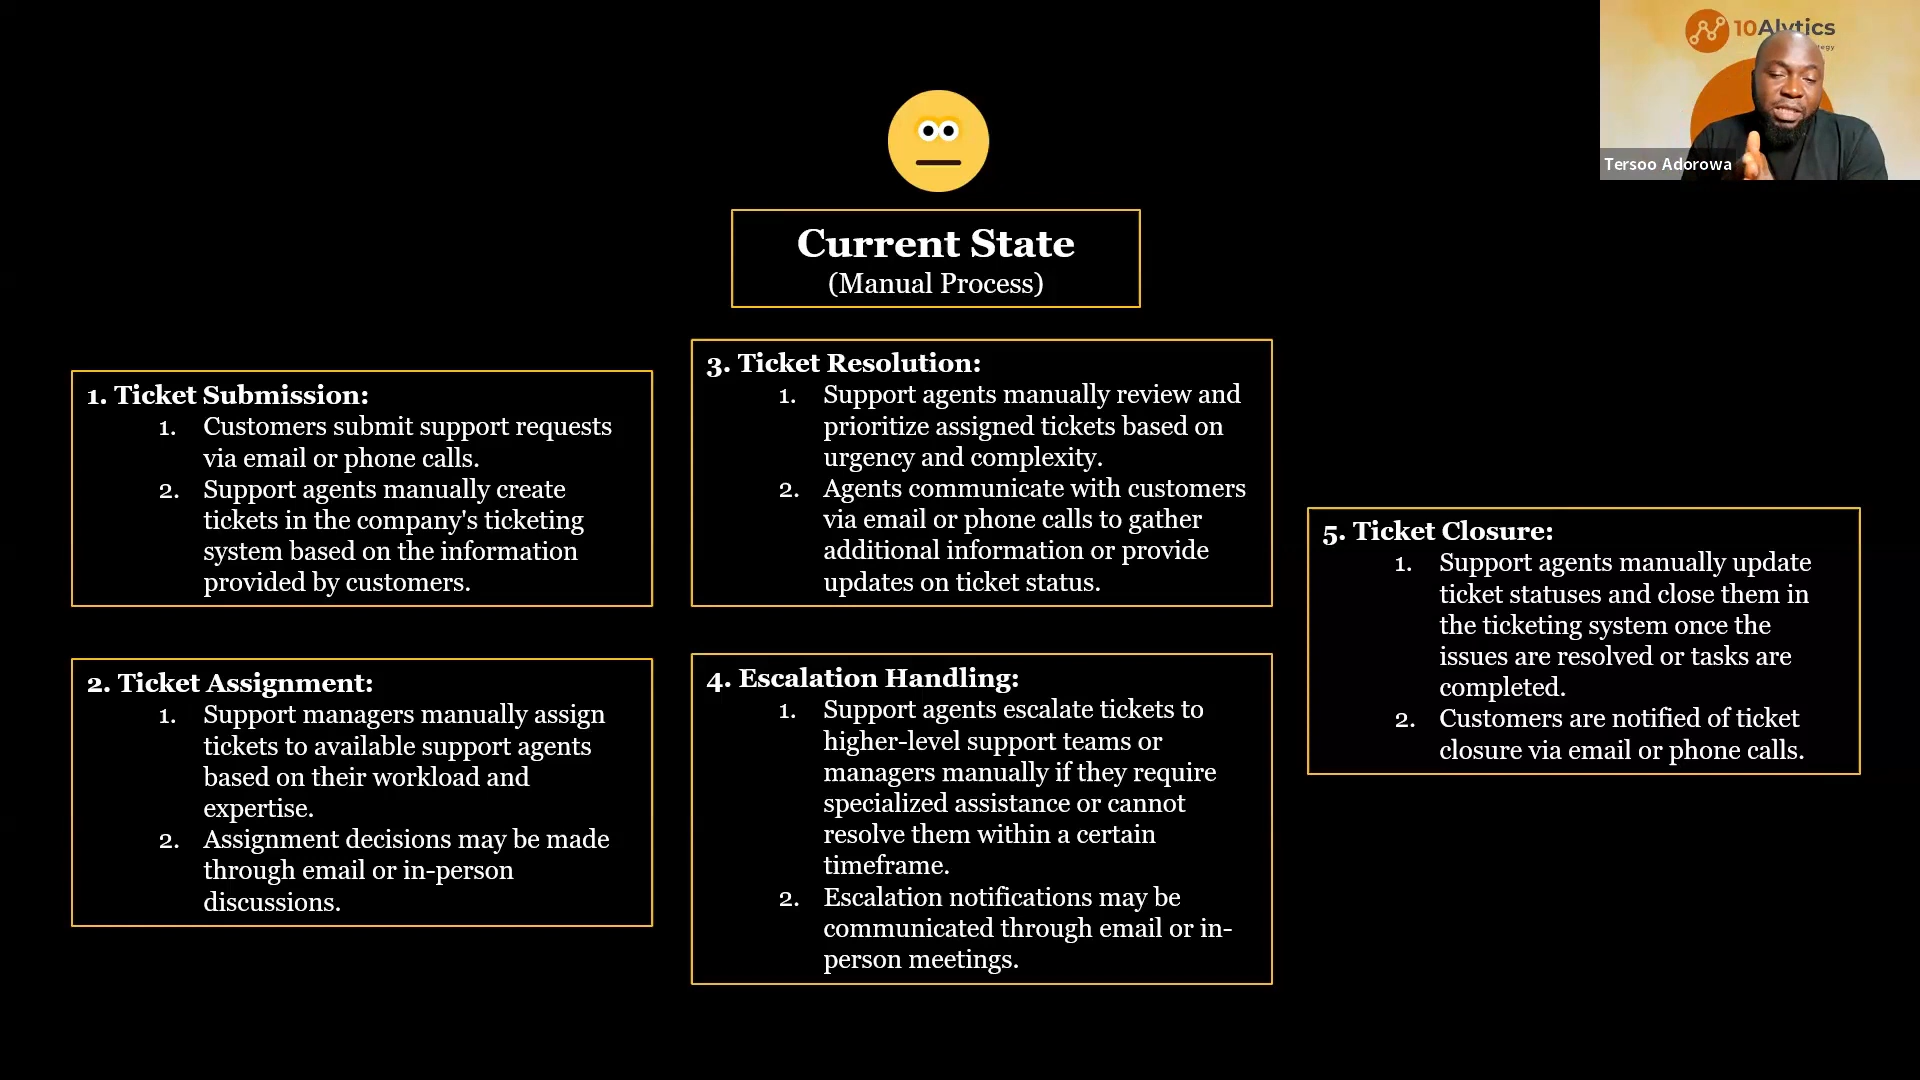 10Alytics
tegy
Tersoo Adorowa
Current State
(Manual Process)
1. Ticket Submission:
1. Customers submit support requests
via email or phone calls.
2. Support agents manually create
tickets in the company's ticketing
system based on the information
provided by customers.
2. Ticket Assignment:
1. Support managers manually assign
tickets to available support agents
based on their workload and
expertise.
2. Assignment decisions may be made
through email or in-person
discussions.
3. Ticket Resolution:
1. Support agents manually review and
prioritize assigned tickets based on
urgency and complexity.
2. Agents communicate with customers
via email or phone calls to gather
additional information or provide
updates on ticket status.
4. Escalation Handling:
1. Support agents escalate tickets to
higher-level support teams or
managers manually if they require
specialized assistance or cannot
resolve them within a certain
timeframe.
2. Escalation notifications may be
communicated through email or in-
person meetings.
5. Ticket Closure:
1. Support agents manually update
ticket statuses and close them in
the ticketing system once the
issues are resolved or tasks are
completed.
2. Customers are notified of ticket
closure via email or phone calls.